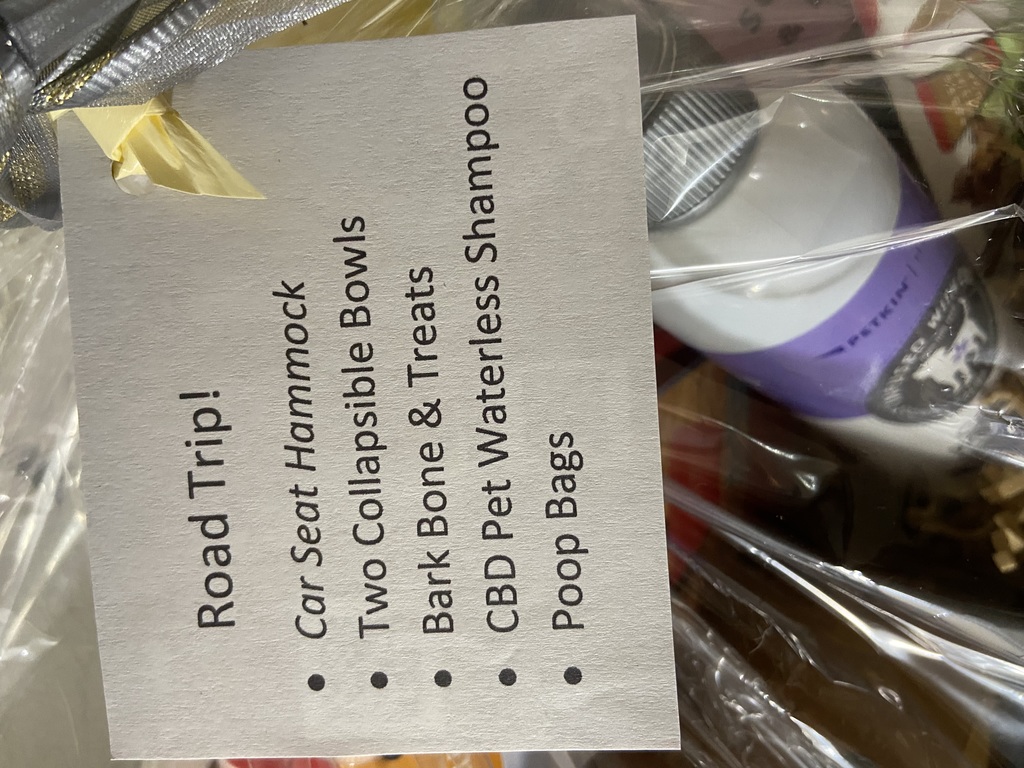 Road Trip!
• Car Seat Hammock
• Two Collapsible Bowls
• Bark Bone & Treats
• CBD Pet Waterless Shampoo
• Poop Bags
PETKIN